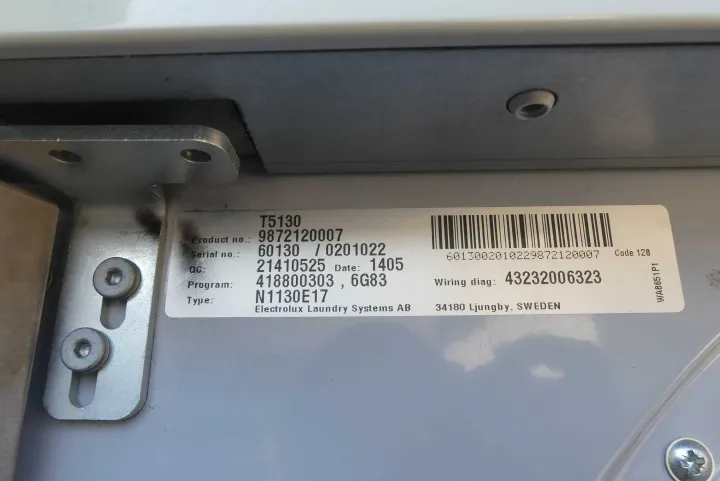 T5130
Product no.: 9872120007
Serial no.: 60130 / 0201022
QC: 21410525 Date: 1405
Program: 418800303 , 6G83
Type: N1130E17
Electrolux Laundry Systems AB
6013002010229872120007 Code 128
Wiring diag: 43232006323
34180 Ljungby, SWEDEN
WAB651P1